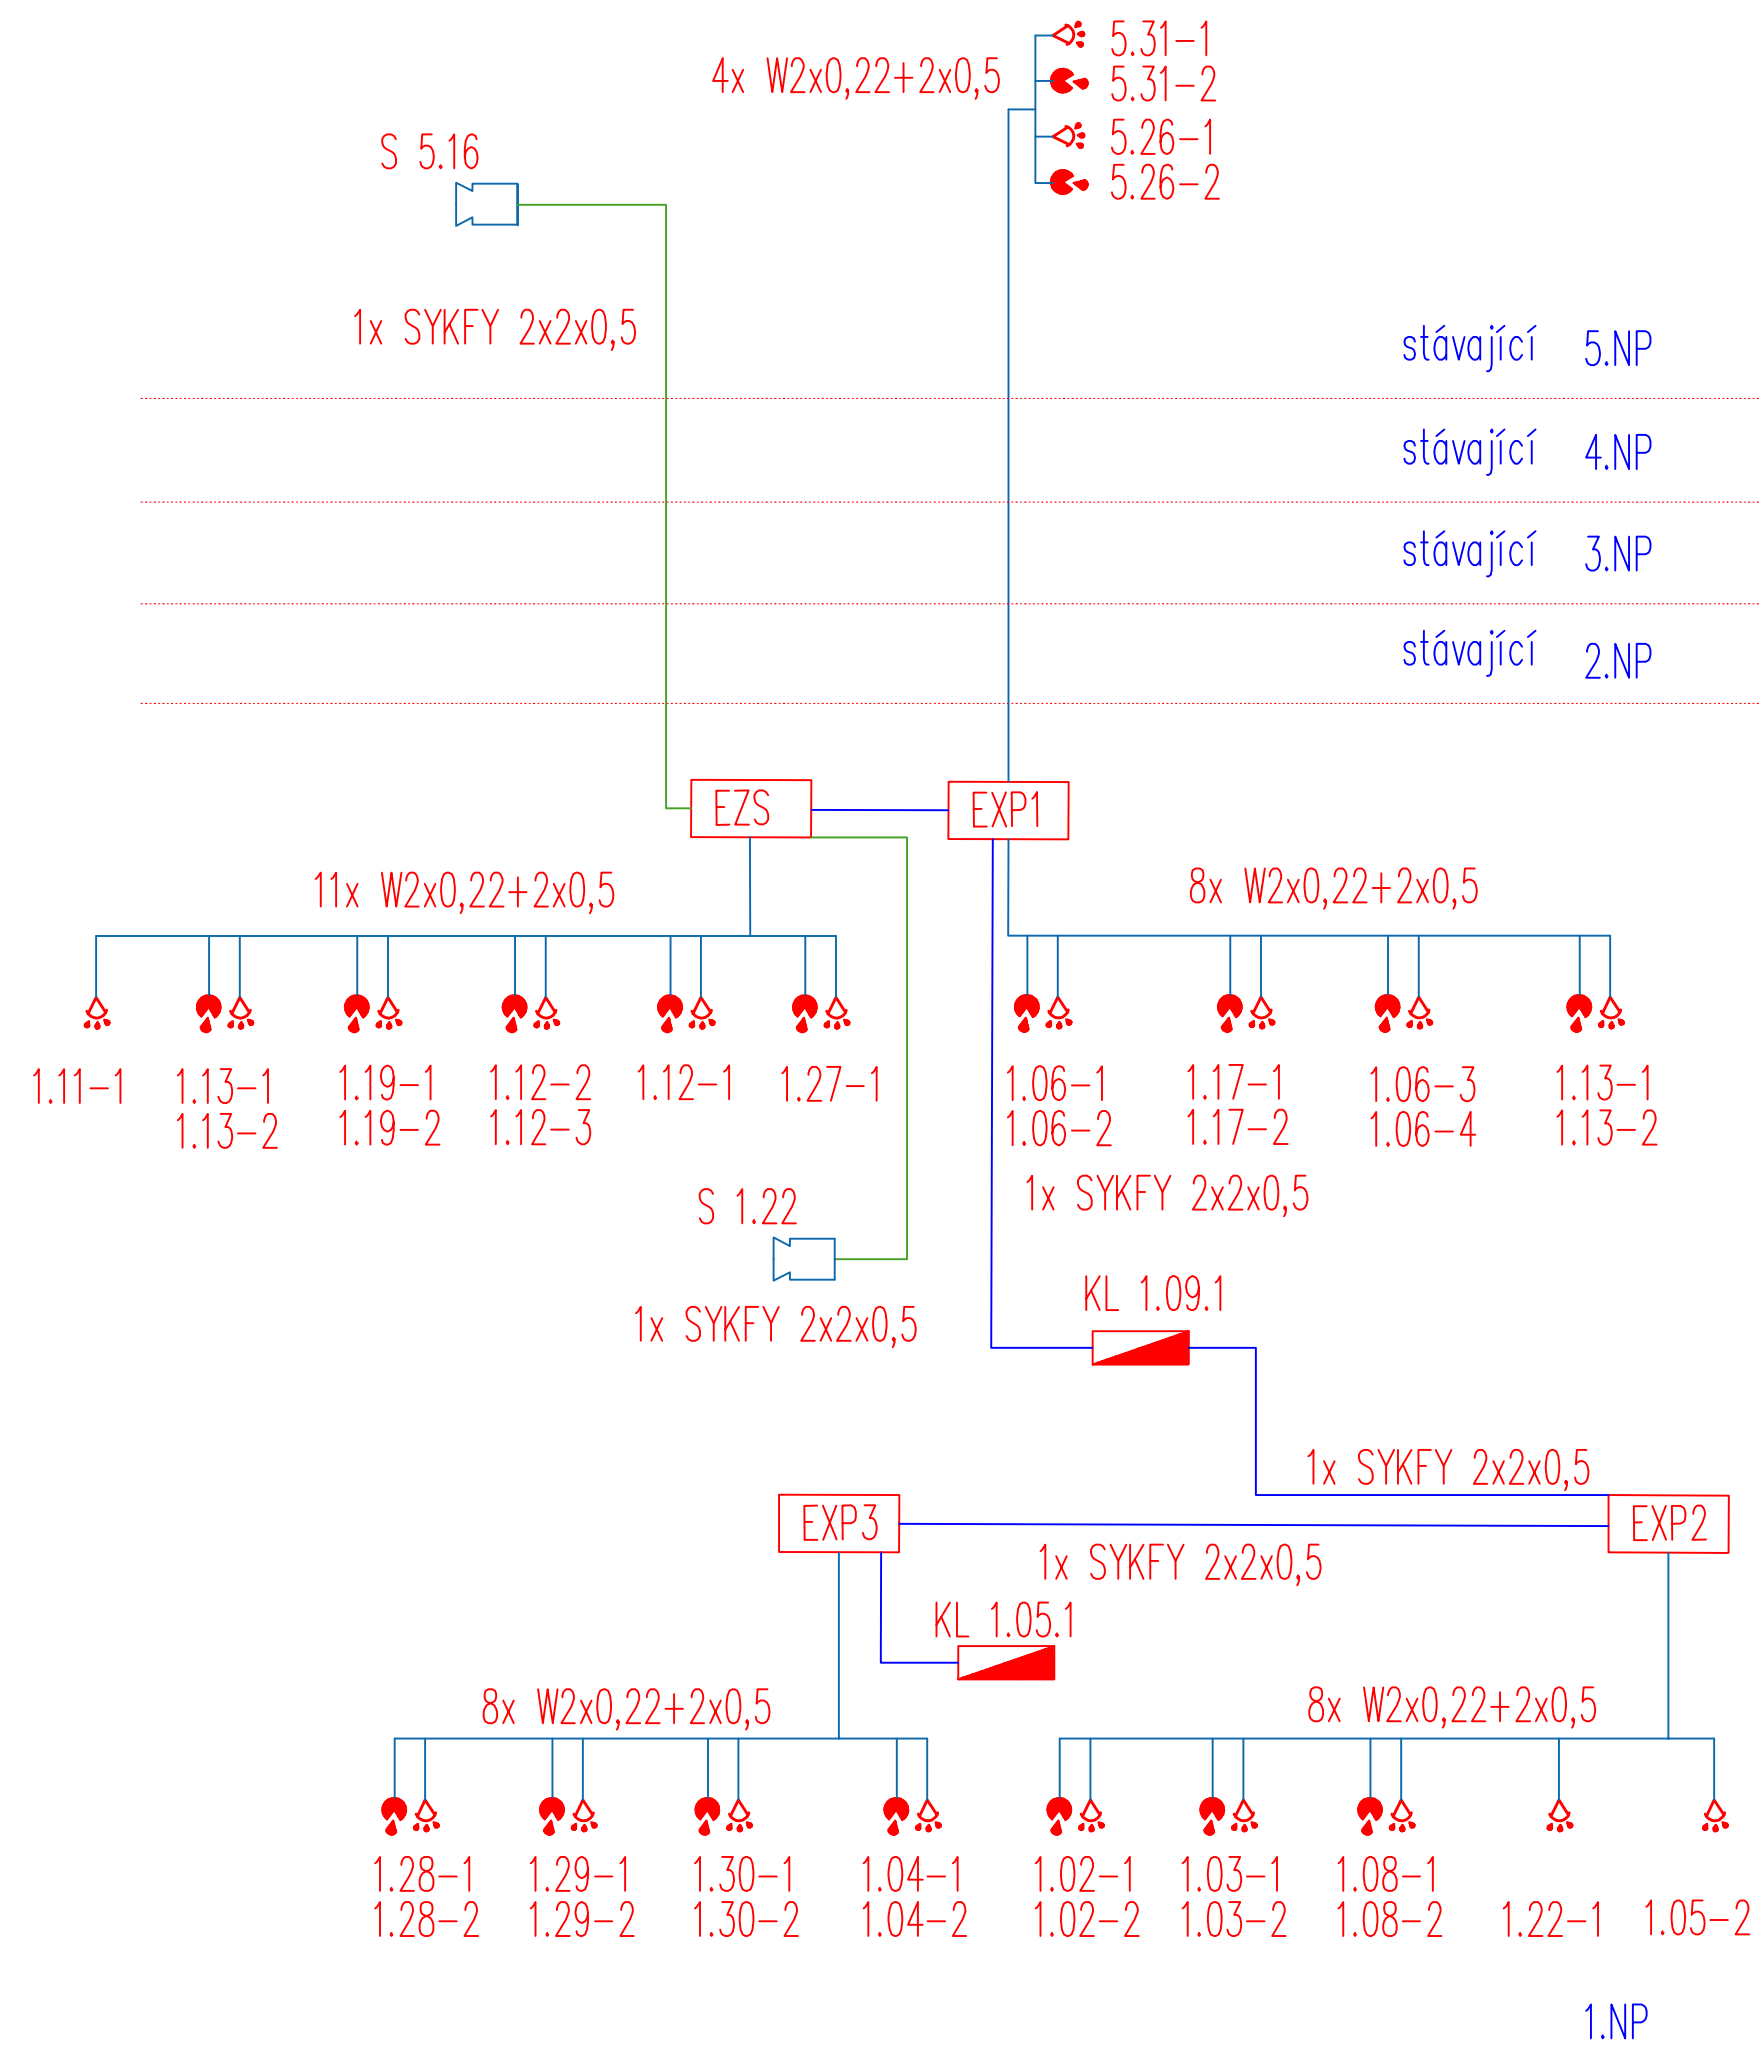 5.31-1
4x W2x0,22+2x0,5
5.31-2
5.26-1
S 5.16
5.26-2
1x SYKFY 2x2x0,5
stávající 5.NP
stávající 4.NP
stávající 3.NP
stávající 2.NP
EZS
EXP1
11x W2x0,22+2x0,5
8x W2x0,22+2x0,5
1.11-1
1.13-1
1.13-2
1.19-1
1.19-2
1.12-2
1.12-3
1.12-1
1.27-1
1.06-1
1.06-2
1.17-1
1.17-2
1.06-3
1.06-4
1.13-1
1.13-2
1x SYKFY 2x2x0,5
S 1.22
1x SYKFY 2x2x0,5
KL 1.09.1
1x SYKFY 2x2x0,5
EXP3
EXP2
1x SYKFY 2x2x0,5
KL 1.05.1
8x W2x0,22+2x0,5
8x W2x0,22+2x0,5
1.28-1
1.28-2
1.29-1
1.29-2
1.30-1
1.30-2
1.04-1
1.04-2
1.02-1
1.02-2
1.03-1
1.03-2
1.08-1
1.08-2
1.22-1
1.05-2
1.NP